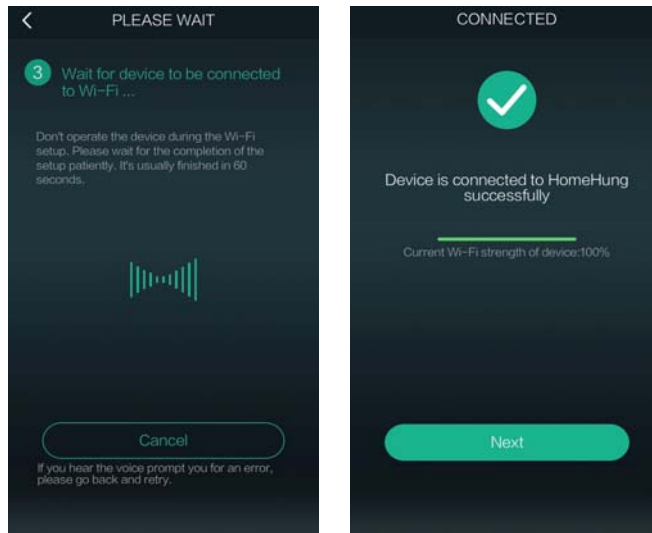 PLEASE WAIT
3
Wait for device to be connected
to Wi-Fi ...
Don't operate the device during the Wi-Fi
setup. Please wait for the completion of the
setup patiently. It's usually finished in 60
seconds.
Cancel
If you hear the voice prompt you for an error,
please go back and retry.
CONNECTED
Device is connected to HomeHung
successfully
Current Wi-Fi strength of device:100%
Next